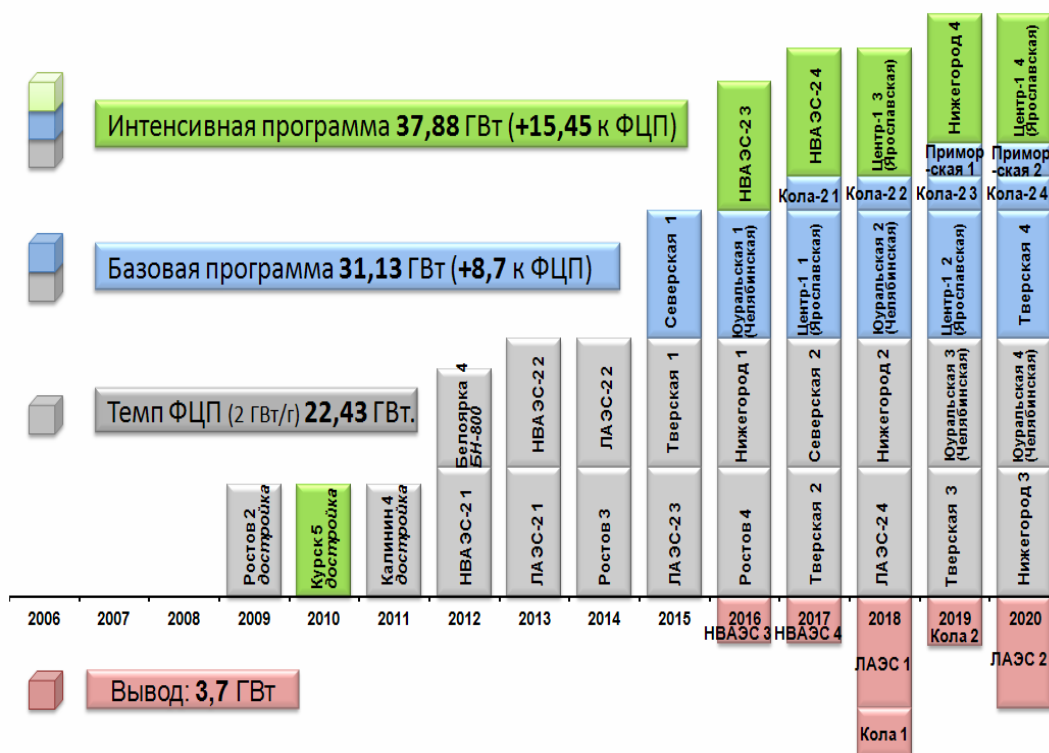 Интенсивная программа 37,88 ГВт (+15,45 к ФЦП)
Базовая программа 31,13 ГВт (+8,7 к ФЦП)
Темп ФЦП (2 ГВт/г) 22,43 ГВт.
Вывод: 3,7 ГВт
Ростов 2
достройка
Курск 5
достройка
Калинин 4
достройка
Белоярка 4
БН-800
НВАЭС-2 1
НВАЭС-2 2
ЛАЭС-2 1
ЛАЭС-2 2
Ростов 3
Северская 1
Тверская 1
ЛАЭС-2 3
НВАЭС-2 3
Юуральская 1
(Челябинская)
Нижегород 1
Ростов 4
НВАЭС-2 4
Кола-2 1
Центр-1 1
(Ярославская)
Северская 2
Тверская 2
Центр-1 3
(Ярославская)
Кола-2 2
Юуральская 2
(Челябинская)
Нижегород 2
ЛАЭС-2 4
Нижегород 4
Примор
-ская 1
Кола-2 3
Центр-1 2
(Ярославская)
Юуральская 3
(Челябинская)
Тверская 3
Центр-1 4
(Ярославская)
Примор
-ская 2
Кола-2 4
Тверская 4
Юуральская 4
(Челябинская)
Нижегород 3
2006 2007 2008 2009 2010 2011 2012 2013 2014 2015 2016 2017 2018 2019 2020
НВАЭС 3
НВАЭС 4
ЛАЭС 1
Кола 1
Кола 2
ЛАЭС 2